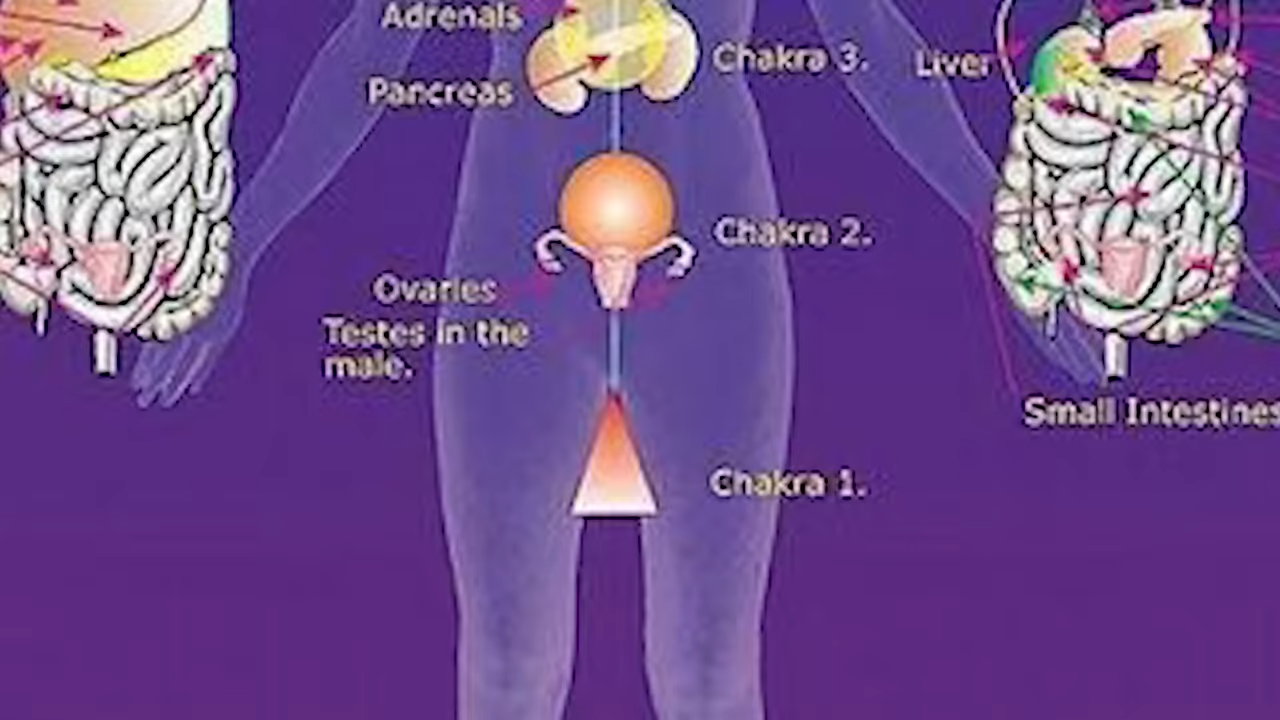 Adrenals
Chakra 3.
Liver
Pancreas
Chakra 2.
Ovaries
Testes in the
male.
Small Intestines
Chakra 1.